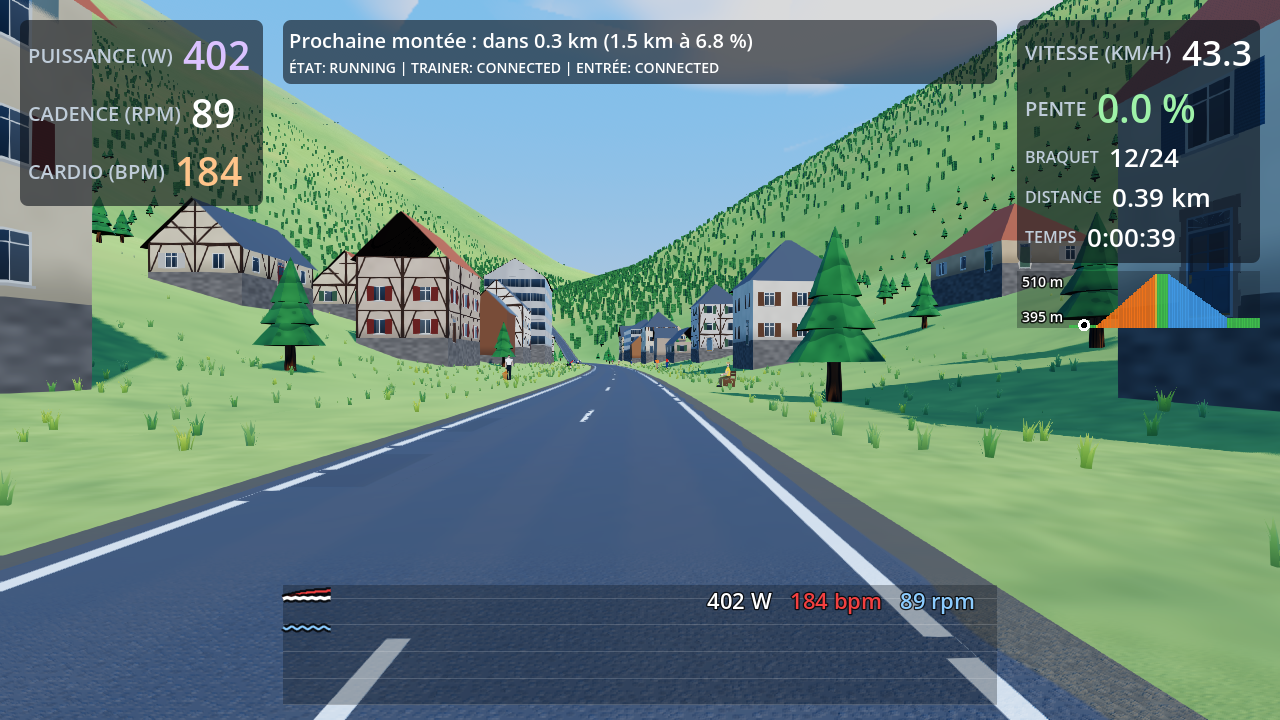 PUISSANCE (W) 402
CADENCE (RPM) 89
CARDIO (BPM) 184
Prochaine montée : dans 0.3 km (1.5 km à 6.8 %)
ÉTAT: RUNNING | TRAINER: CONNECTED | ENTRÉE: CONNECTED
VITESSE (KM/H) 43.3
PENTE 0.0 %
BRAQUET 12/24
DISTANCE 0.39 km
TEMPS 0:00:39
510 m
395 m
402 W 184 bpm 89 rpm